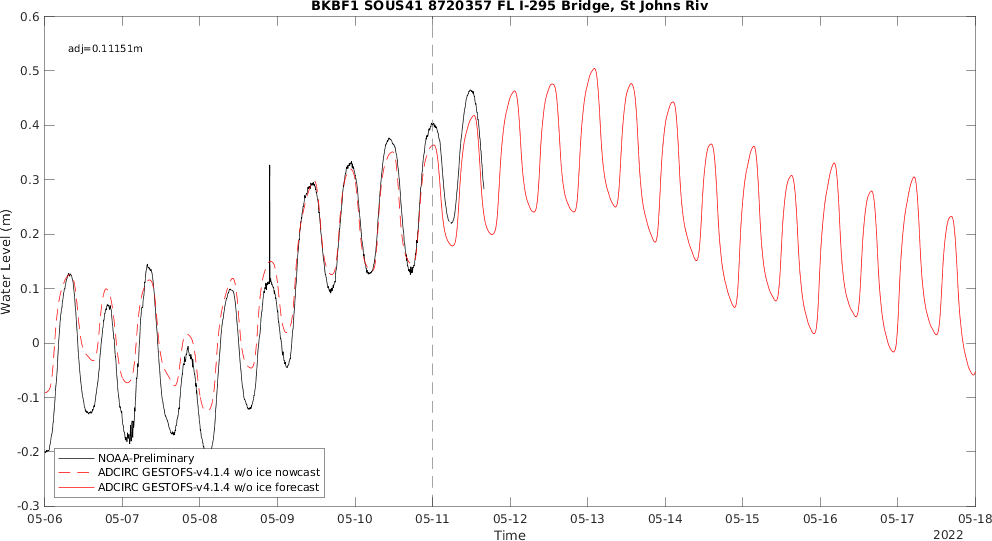 BKBF1 SOUS41 8720357 FL I-295 Bridge, St Johns Riv
0.6
adj=0.11151m
0.5
0.4
0.3
0.2
0.1
0
-0.1
-0.2
-0.3
Water Level (m)
NOAA-Preliminary
ADCIRC GESTOFS-v4.1.4 w/o ice nowcast
ADCIRC GESTOFS-v4.1.4 w/o ice forecast
05-06 05-07 05-08 05-09 05-10 05-11 05-12 05-13 05-14 05-15 05-16 05-17 05-18
Time
2022